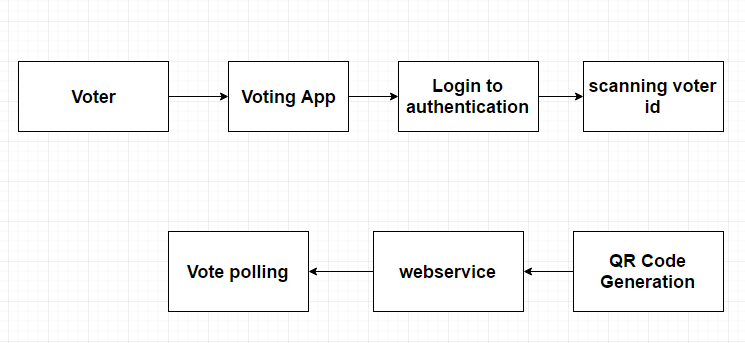 Voter
Voting App
Login to
authentication
scanning voter
id
Vote polling
webservice
QR Code
Generation